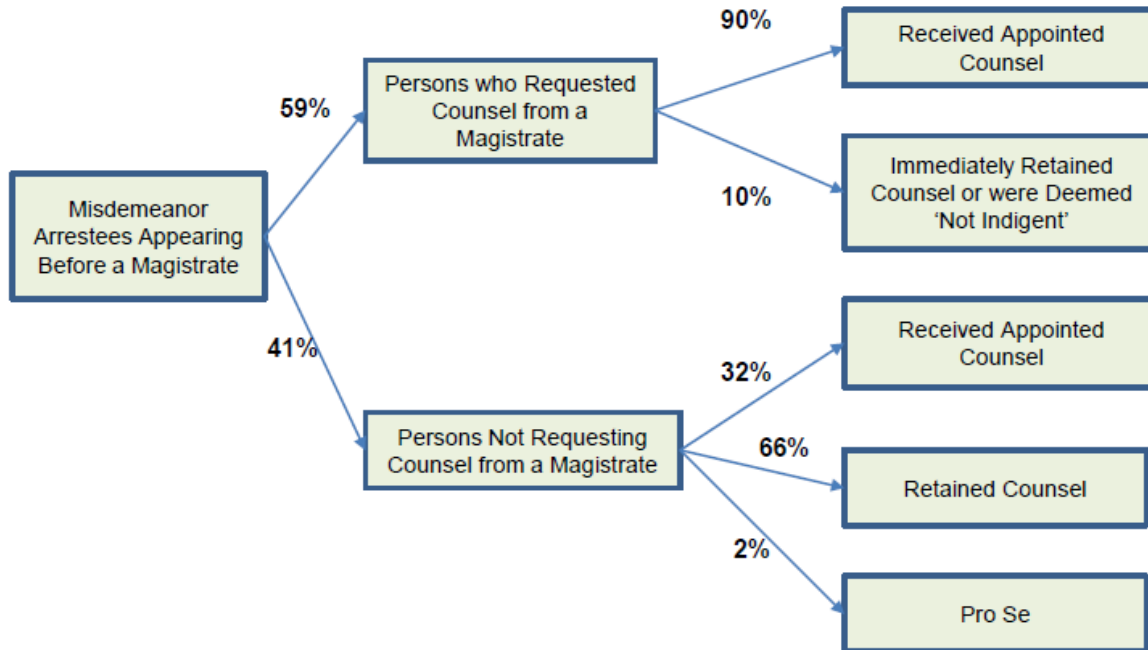 Misdemeanor
Arrestees Appearing
Before a Magistrate
59%
41%
Persons who Requested
Counsel from a
Magistrate
90%
10%
Received Appointed
Counsel
Immediately Retained
Counsel or were Deemed
‘Not Indigent’
Persons Not Requesting
Counsel from a Magistrate
32%
66%
2%
Received Appointed
Counsel
Retained Counsel
Pro Se